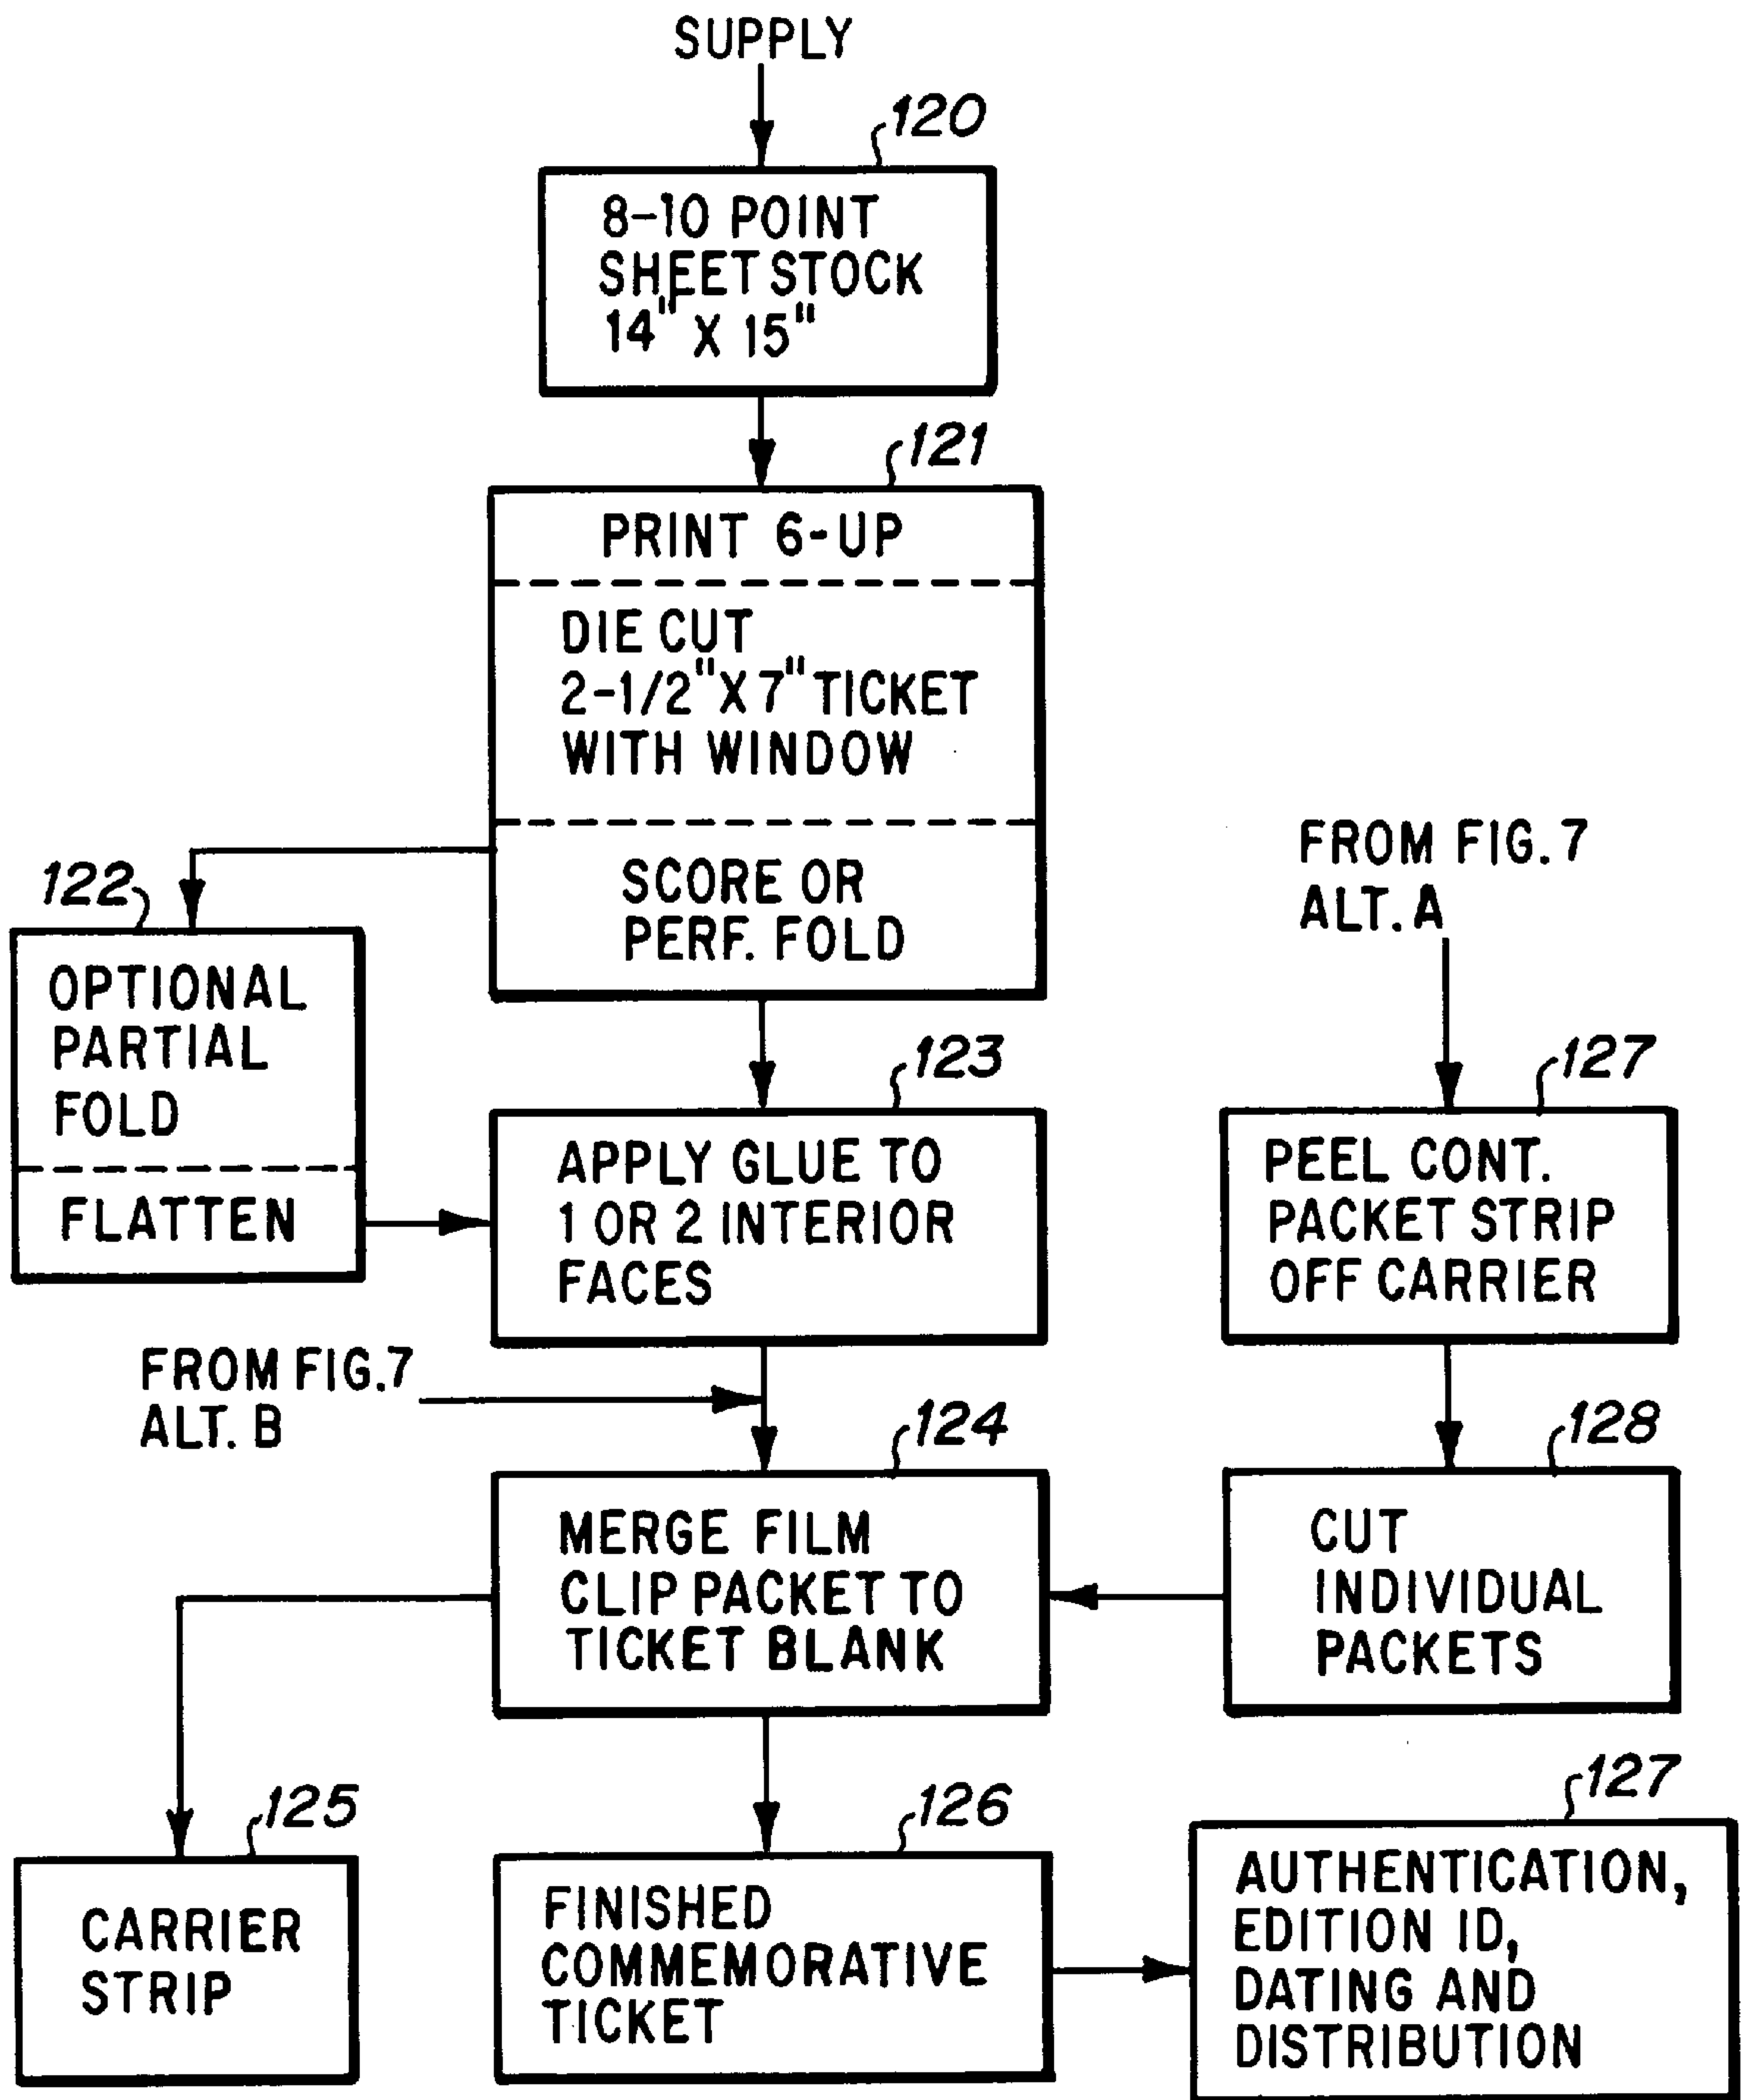 SUPPLY
120
8-10 POINT
SHEET STOCK
14" X 15"
121
PRINT 6-UP
DIE CUT
2-1/2" X 7" TICKET
WITH WINDOW
SCORE OR
PERF. FOLD
122
OPTIONAL
PARTIAL
FOLD
FLATTEN
123
APPLY GLUE TO
1 OR 2 INTERIOR
FACES
FROM FIG. 7
ALT. A
127
PEEL CONT.
PACKET STRIP
OFF CARRIER
FROM FIG. 7
ALT. B
124
MERGE FILM
CLIP PACKET TO
TICKET BLANK
128
CUT
INDIVIDUAL
PACKETS
125
CARRIER
STRIP
126
FINISHED
COMMEMORATIVE
TICKET
127
AUTHENTICATION,
EDITION ID,
DATING AND
DISTRIBUTION